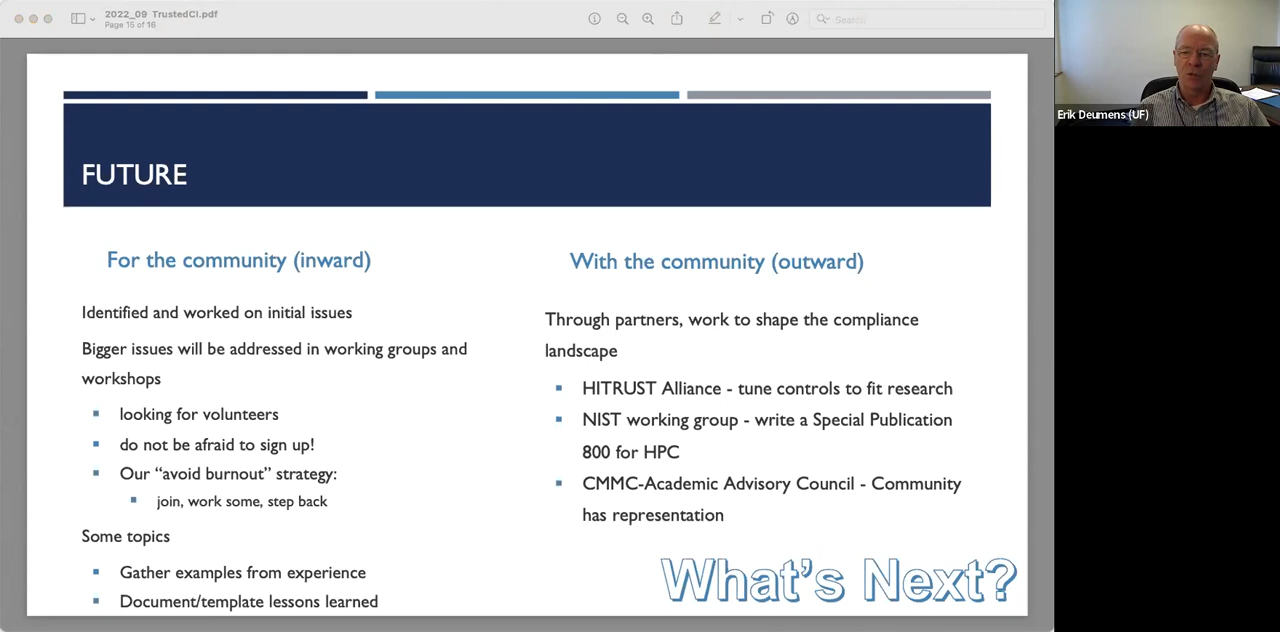 2022_09 TrustedCI.pdf
Page 15 of 16
Search
Erik Deumens (UF)
FUTURE
For the community (inward)
Identified and worked on initial issues
Bigger issues will be addressed in working groups and
workshops
looking for volunteers
do not be afraid to sign up!
Our “avoid burnout” strategy:
join, work some, step back
Some topics
Gather examples from experience
Document/template lessons learned
With the community (outward)
Through partners, work to shape the compliance
landscape
HITRUST Alliance - tune controls to fit research
NIST working group - write a Special Publication
800 for HPC
CMMC-Academic Advisory Council - Community
has representation
What's Next?